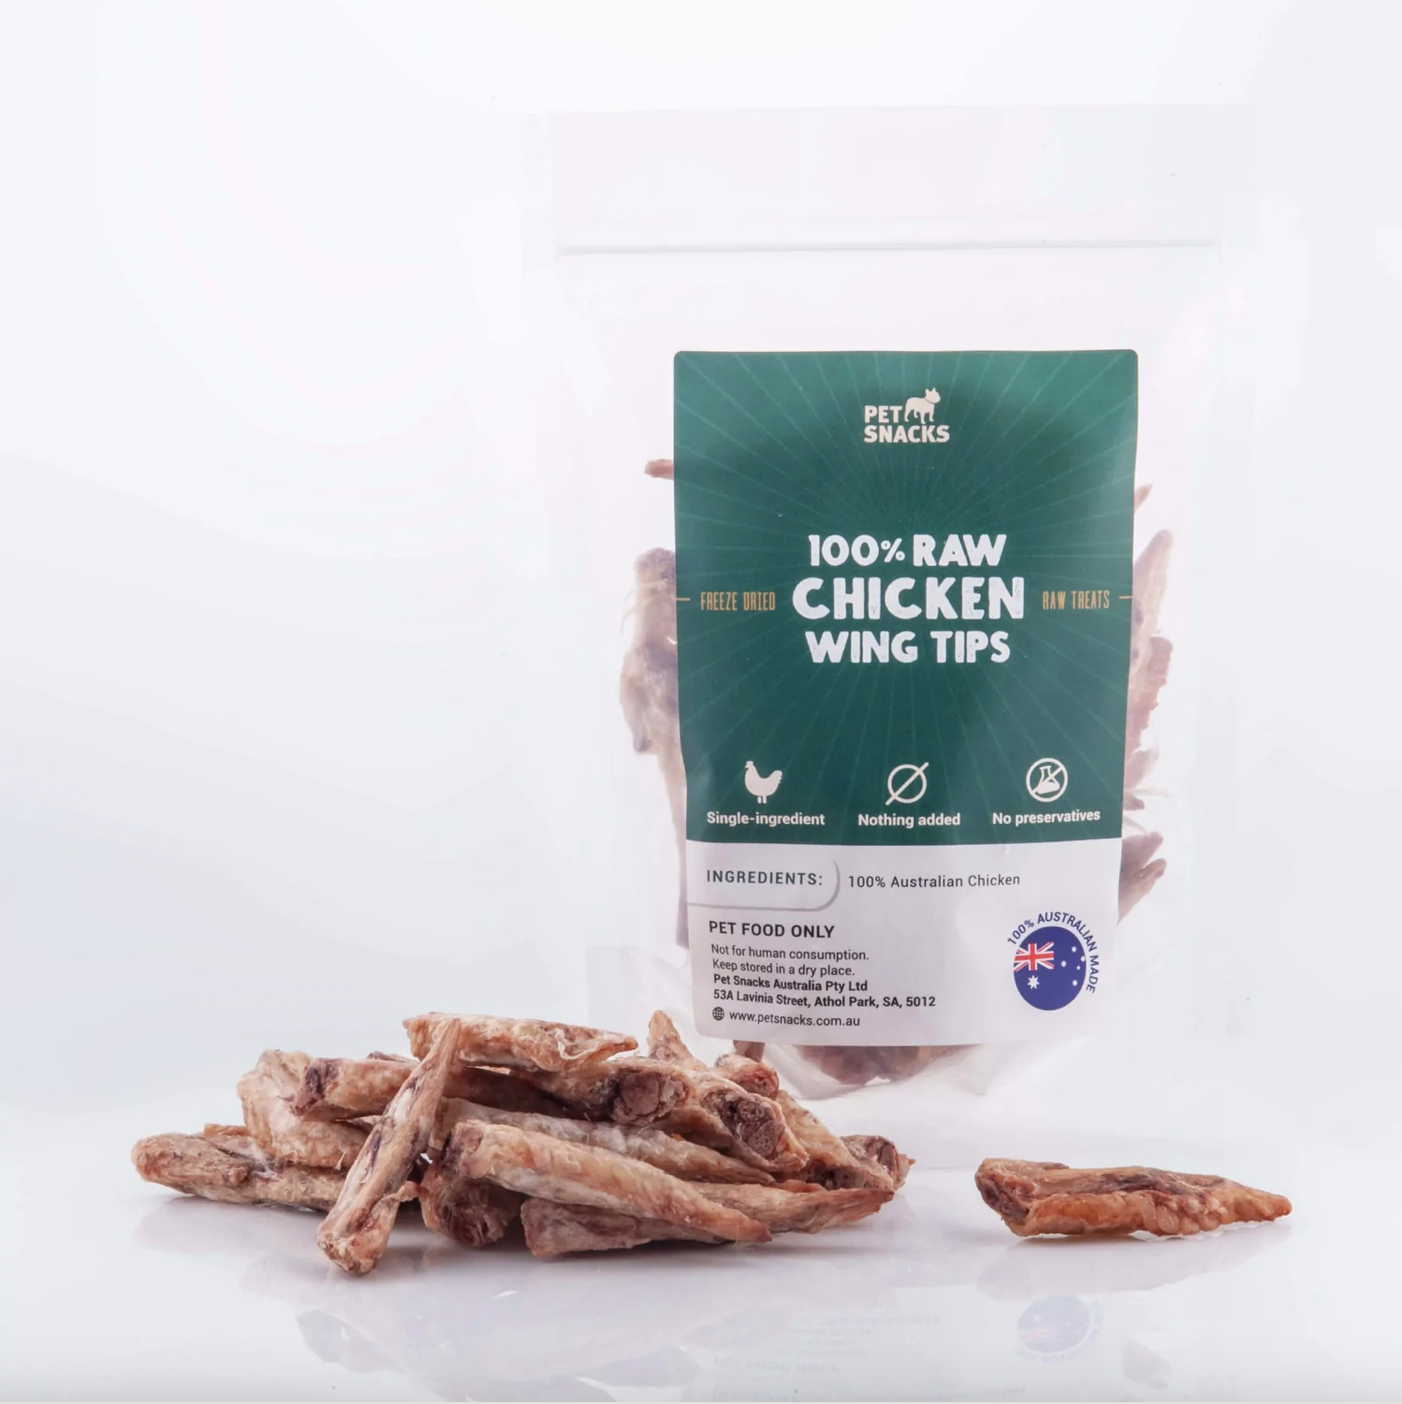 PET
SNACKS
100% RAW
FREEZE DRIED CHICKEN RAW TREATS
WING TIPS
Single-ingredient Nothing added No preservatives
INGREDIENTS: 100% Australian Chicken
PET FOOD ONLY
Not for human consumption.
Keep stored in a dry place.
Pet Snacks Australia Pty Ltd
53A Lavinia Street, Athol Park, SA, 5012
www.petsnacks.com.au
100% AUSTRALIAN MADE